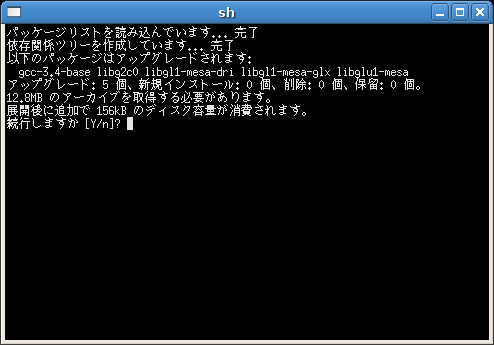 sh
パッケージリストを読み込んでいます... 完了
依存関係ツリーを作成しています... 完了
以下のパッケージはアップグレードされます:
gcc-3.4-base libg2c0 libgl1-mesa-dri libgl1-mesa-glx libglu1-mesa
アップグレード: 5 個、新規インストール: 0 個、削除: 0 個、保留: 0 個。
12.8MB のアーカイブを取得する必要があります。
展開後に追加で 156kB のディスク容量が消費されます。
続行しますか [Y/n]?